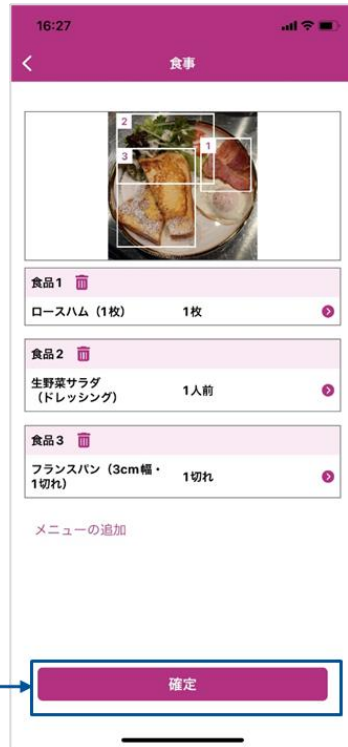 16:27
食事
2
1
3
食品1
ロースハム（1枚） 1枚
食品2
生野菜サラダ
（ドレッシング） 1人前
食品3
フランスパン（3cm幅・
1切れ） 1切れ
メニューの追加
確定